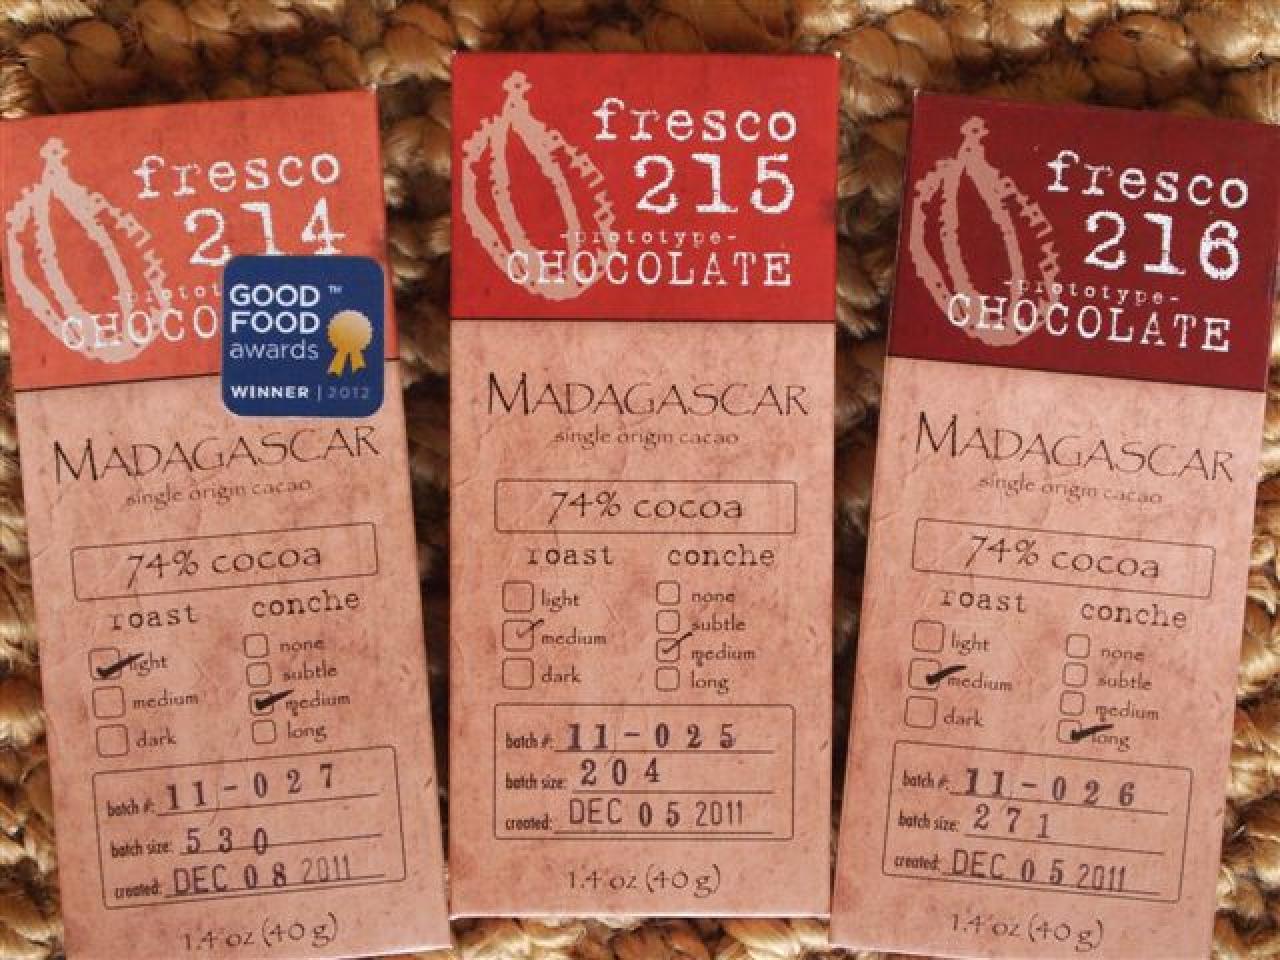 fresco
214
-prototyp
CHOCO
GOOD™
FOOD
awards
WINNER | 2012
MADAGASCAR
single origin cacao
74% cocoa
roast conche
light none
medium subtle
dark medium
long
batch #: 11-027
batch size: 530
created: DEC 08 2011
1.4 oz (40 g)
fresco
215
-prototype-
CHOCOLATE
MADAGASCAR
single origin cacao
74% cocoa
roast conche
light none
medium subtle
dark medium
long
batch #: 11-025
batch size: 204
created: DEC 05 2011
1.4 oz (40 g)
fresco
216
-prototype-
CHOCOLATE
MADAGASCAR
single origin cacao
74% cocoa
roast conche
light none
medium subtle
dark medium
long
batch #: 11-026
batch size: 271
created: DEC 05 2011
1.4 oz (40 g)